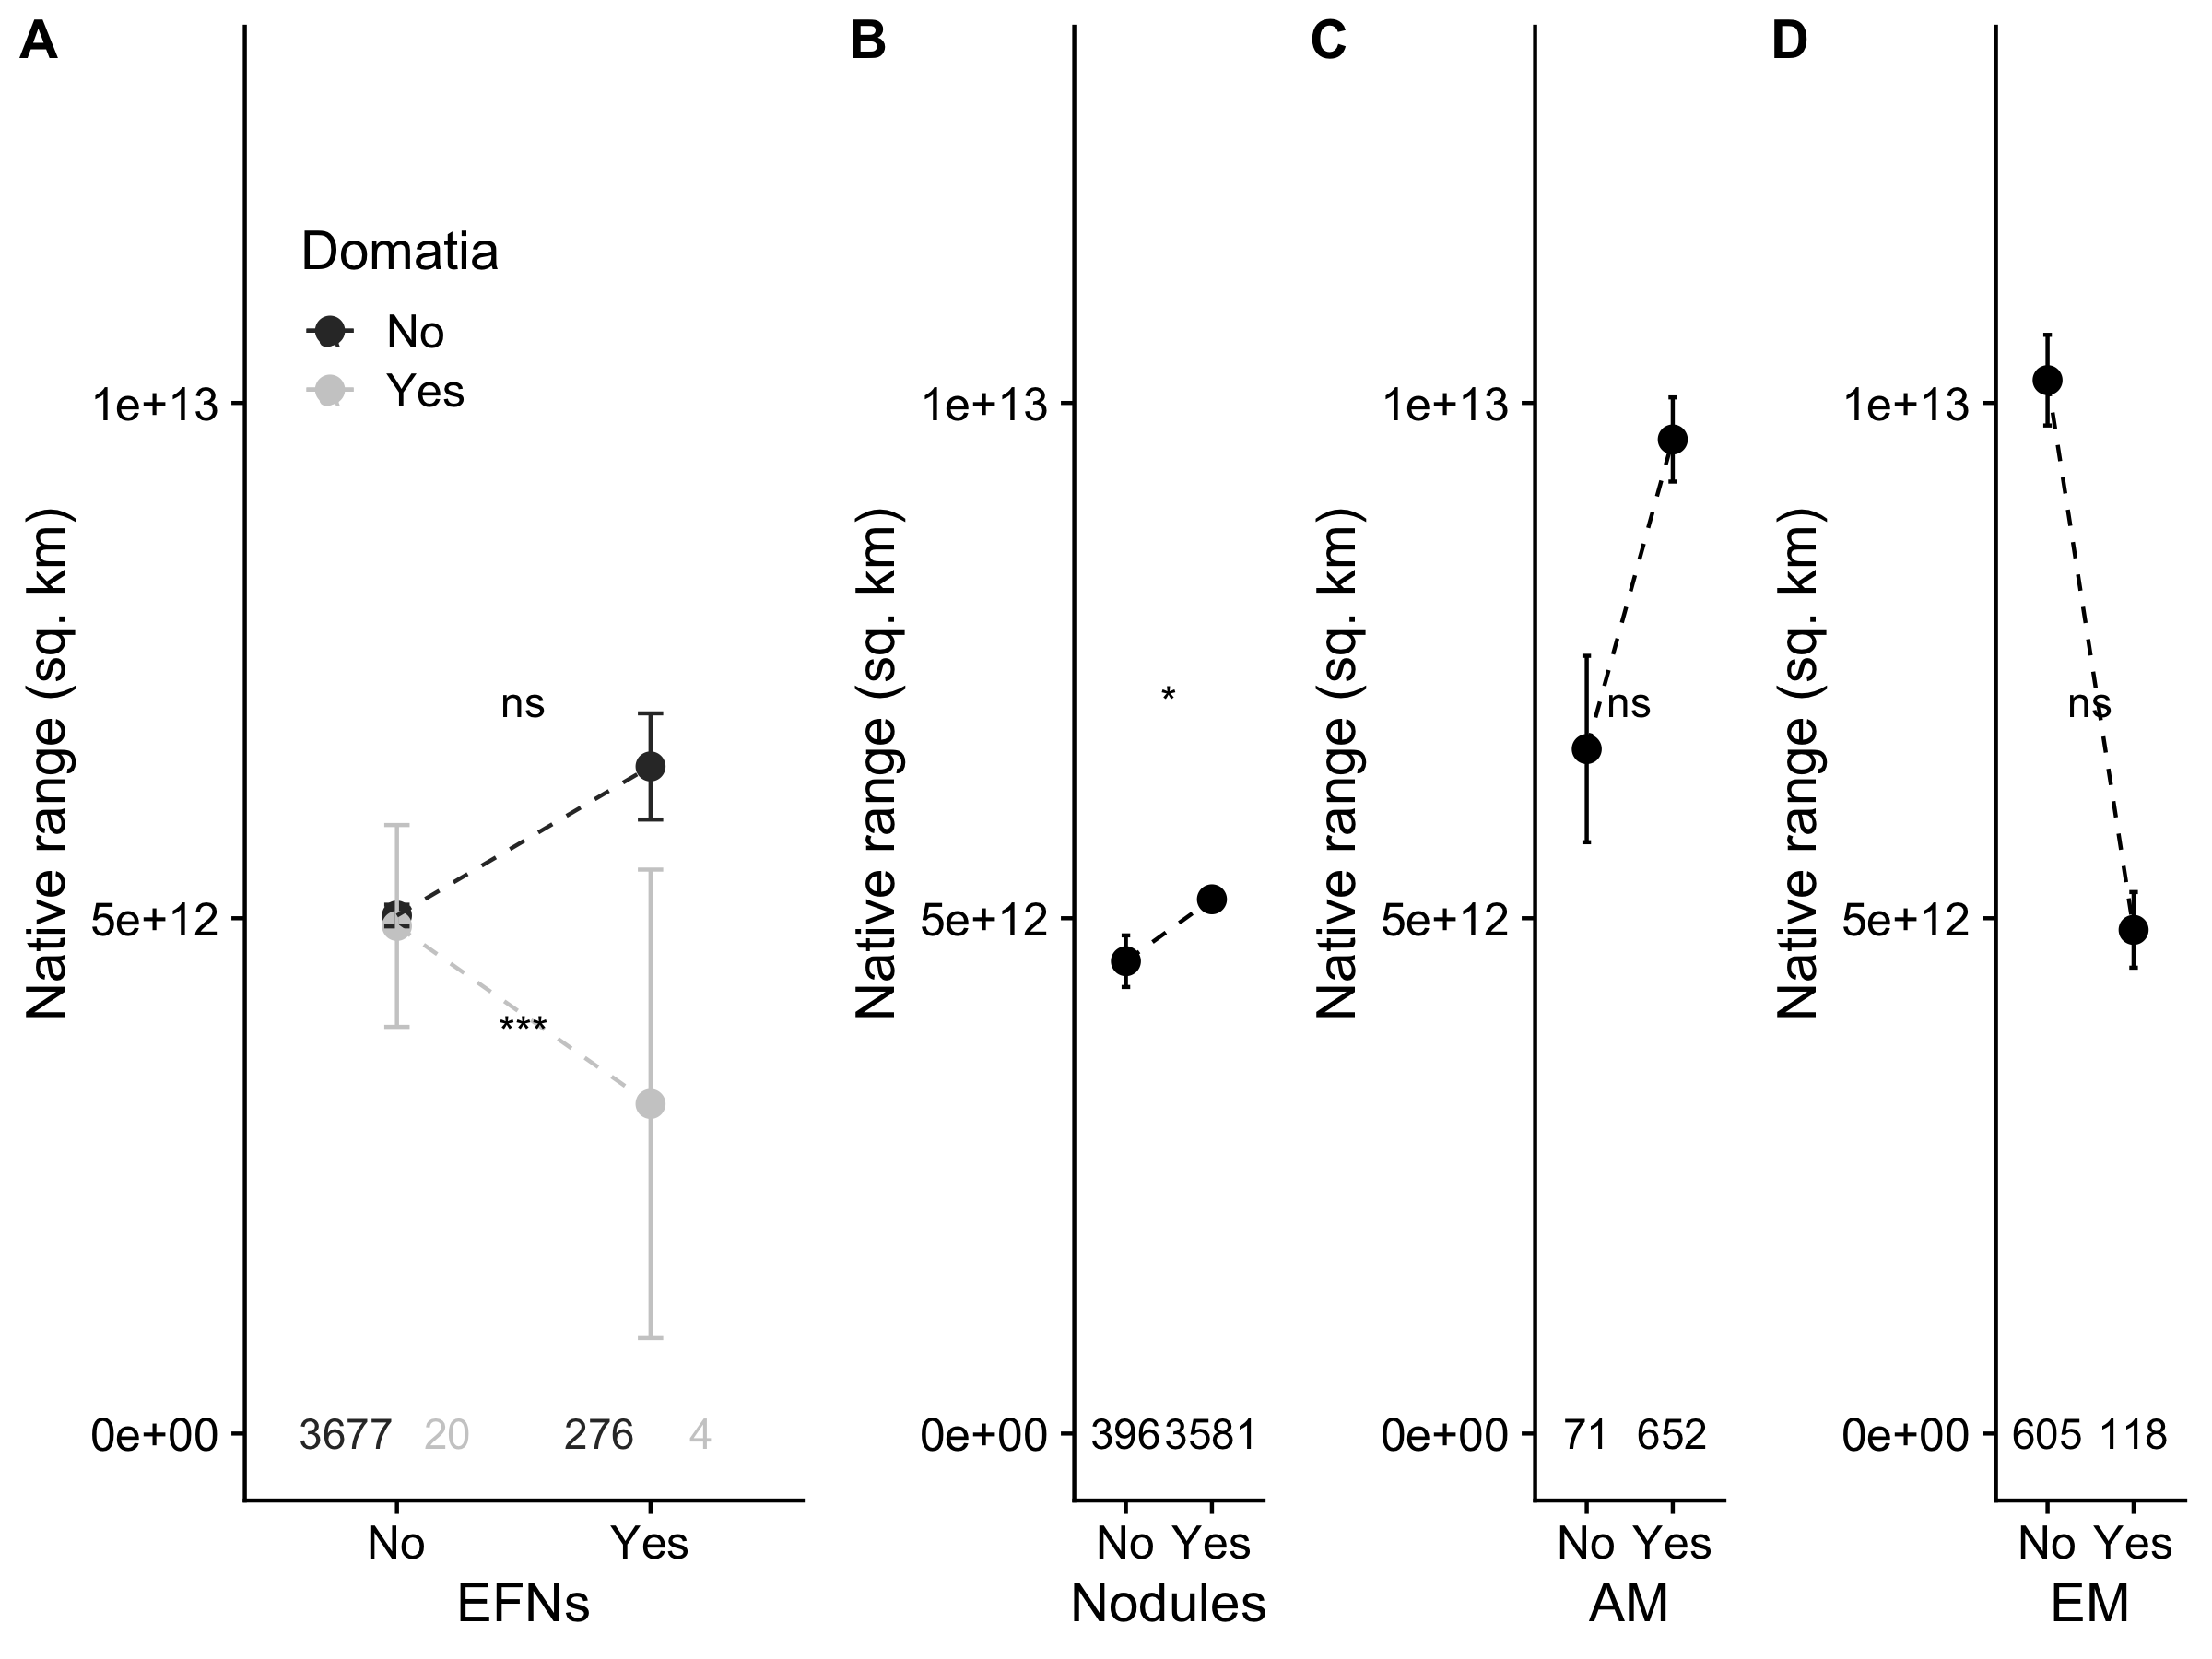 A
Native range (sq. km)
1e+13
5e+12
0e+00
Domatia
No
Yes
ns
***
3677 20 276 4
No Yes
EFNs
B
Native range (sq. km)
1e+13
5e+12
0e+00
*
396 3581
No Yes
Nodules
C
Native range (sq. km)
1e+13
5e+12
0e+00
ns
71 652
No Yes
AM
D
Native range (sq. km)
1e+13
5e+12
0e+00
ns
605 118
No Yes
EM